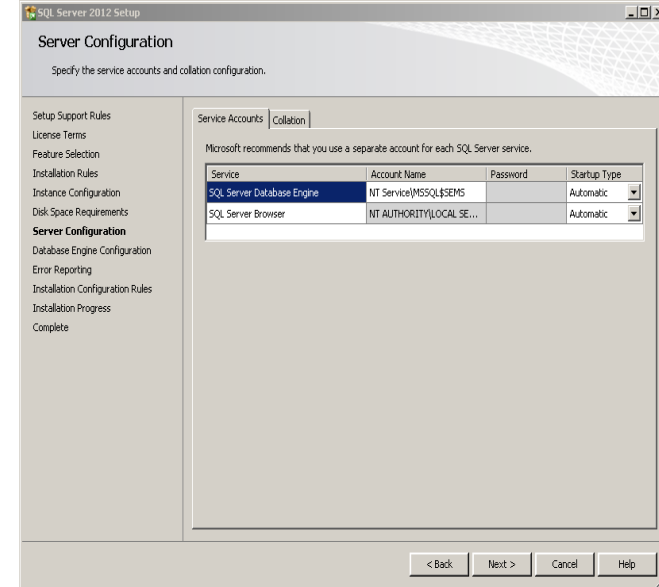 SQL Server 2012 Setup
Server Configuration
Specify the service accounts and collation configuration.
Setup Support Rules
License Terms
Feature Selection
Installation Rules
Instance Configuration
Disk Space Requirements
Server Configuration
Database Engine Configuration
Error Reporting
Installation Configuration Rules
Installation Progress
Complete
Service Accounts Collation
Microsoft recommends that you use a separate account for each SQL Server service.
Service Account Name Password Startup Type
SQL Server Database Engine NT Service\MSSQL$SEMS Automatic
SQL Server Browser NT AUTHORITY\LOCAL SE... Automatic
< Back Next > Cancel Help